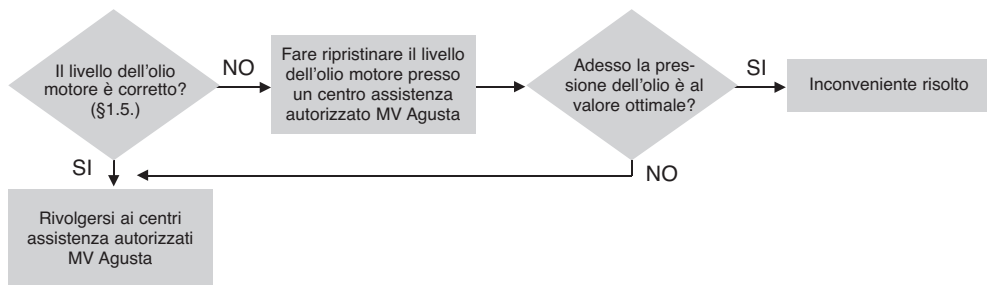 Il livello dell'olio
motore è corretto?
(§1.5.)
NO
Fare ripristinare il livello
dell'olio motore presso
un centro assistenza
autorizzato MV Agusta
Adesso la pres-
sione dell'olio è al
valore ottimale?
SI
Inconveniente risolto
SI
NO
Rivolgersi ai centri
assistenza autorizzati
MV Agusta